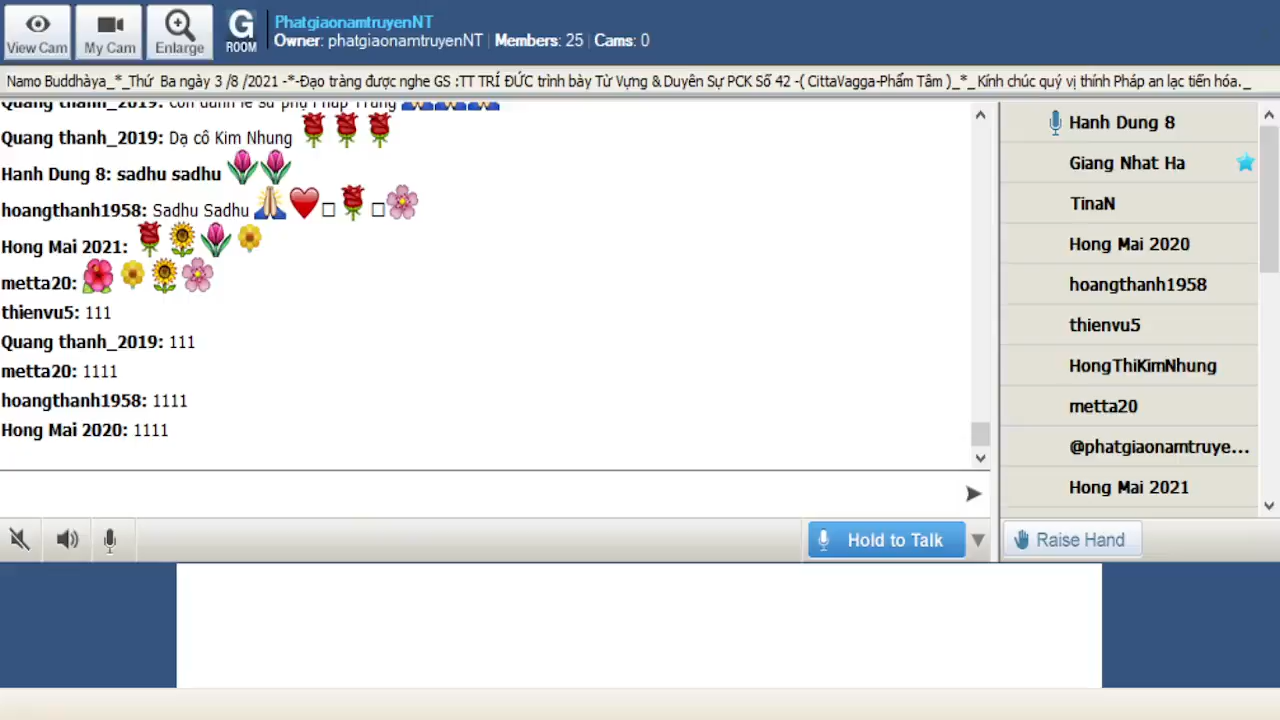 View Cam
My Cam
Enlarge
G
ROOM
PhatgiaonamtruyenNT
Owner: phatgiaonamtruyenNT | Members: 25 | Cams: 0
Namo Buddhàya_*_Thứ Ba ngày 3 /8 /2021 -*-Đạo tràng được nghe GS :TT TRÍ ĐỨC trình bày Từ Vựng & Duyên Sự PCK Số 42 -( CittaVagga-Phẩm Tâm )_*_Kính chúc quý vị thính Pháp an lạc tiến hóa._
Quang thanh_2019:
Quang thanh_2019: Dạ cô Kim Nhung
Hanh Dung 8: sadhu sadhu
hoangthanh1958: Sadhu Sadhu
Hong Mai 2021:
metta20:
thienvu5: 111
Quang thanh_2019: 111
metta20: 1111
hoangthanh1958: 1111
Hong Mai 2020: 1111
Hanh Dung 8
Giang Nhat Ha
TinaN
Hong Mai 2020
hoangthanh1958
thienvu5
HongThiKimNhung
metta20
@phatgiaonamtruye...
Hong Mai 2021
Hold to Talk
Raise Hand